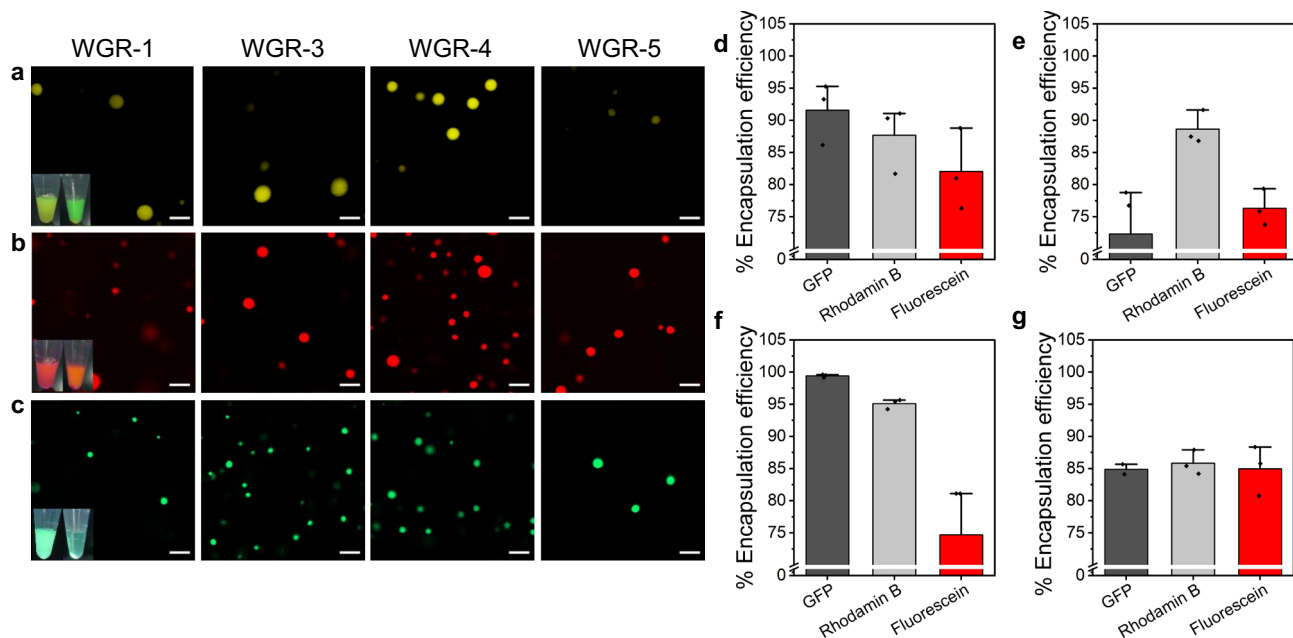 WGR-1 WGR-3 WGR-4 WGR-5
a
b
c
d
% Encapsulation efficiency
105
100
95
90
85
80
75
0
GFP
Rhodamin B
Fluorescein
e
% Encapsulation efficiency
105
100
95
90
85
80
75
0
GFP
Rhodamin B
Fluorescein
f
% Encapsulation efficiency
105
100
95
90
85
80
75
0
GFP
Rhodamin B
Fluorescein
g
% Encapsulation efficiency
105
100
95
90
85
80
75
0
GFP
Rhodamin B
Fluorescein